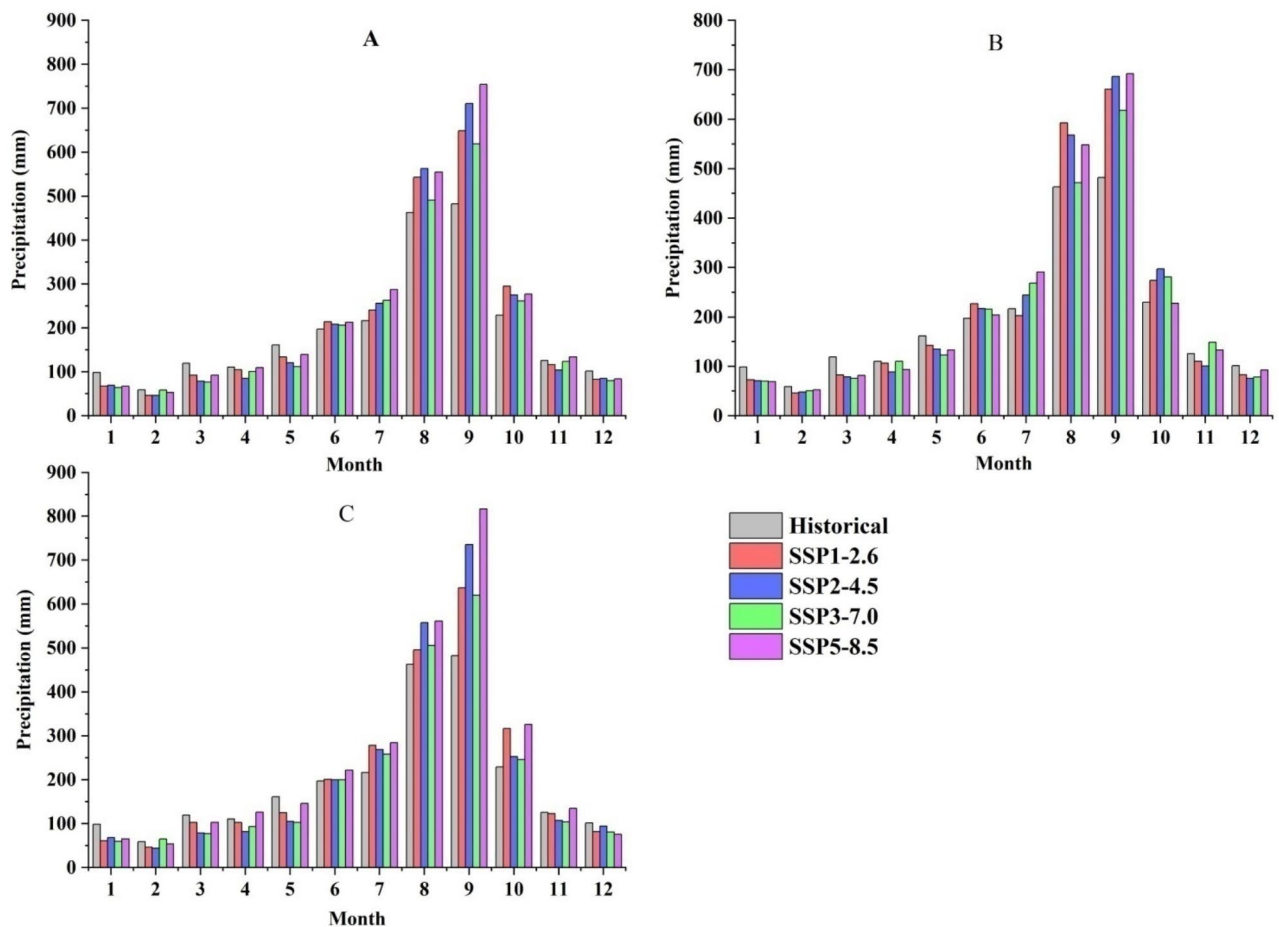 A
Precipitation (mm)
900
800
700
600
500
400
300
200
100
0
1 2 3 4 5 6 7 8 9 10 11 12
Month
B
Precipitation (mm)
800
700
600
500
400
300
200
100
0
1 2 3 4 5 6 7 8 9 10 11 12
Month
C
Precipitation (mm)
900
800
700
600
500
400
300
200
100
0
1 2 3 4 5 6 7 8 9 10 11 12
Month
Historical
SSP1-2.6
SSP2-4.5
SSP3-7.0
SSP5-8.5